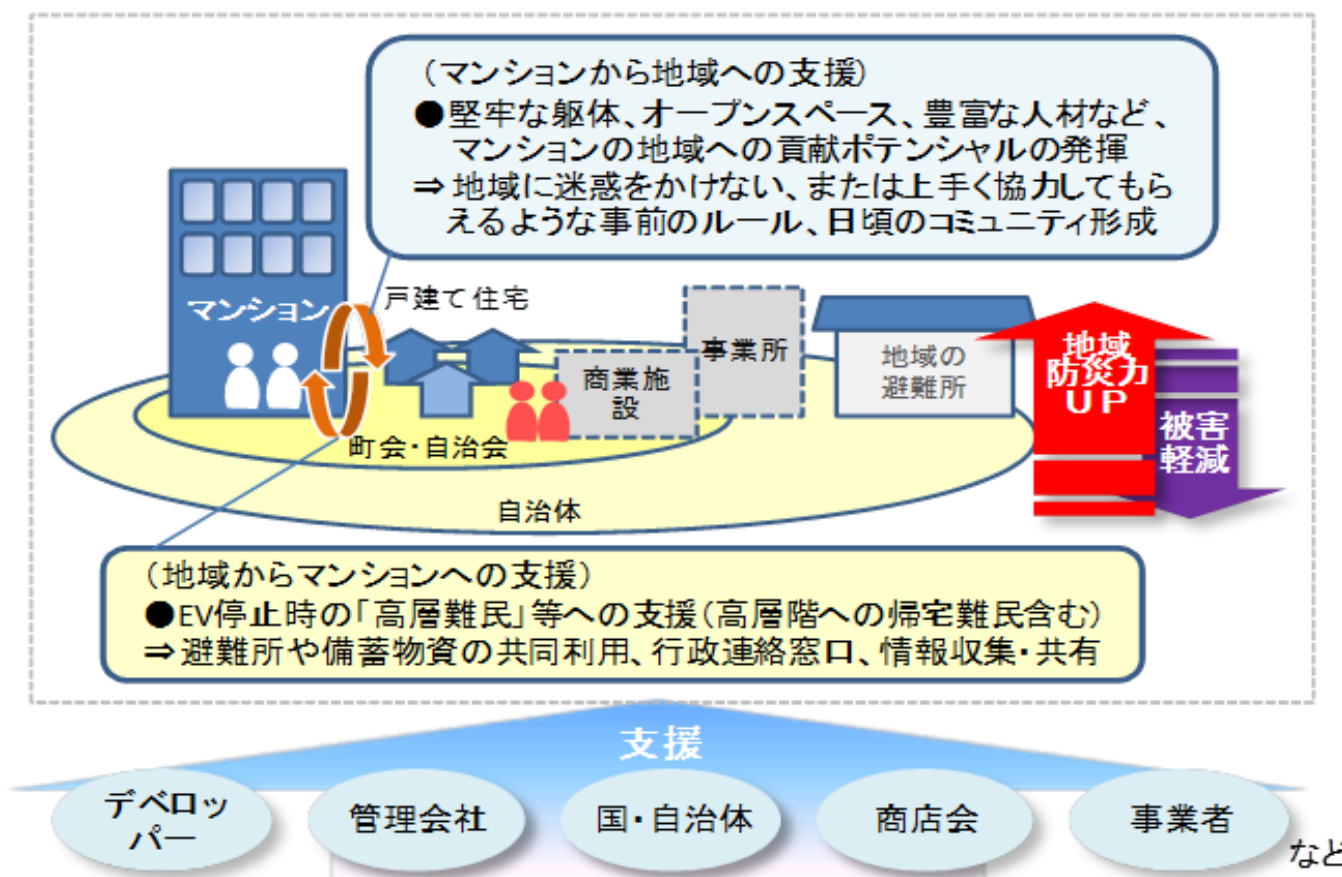 (マンションから地域への支援)
●堅牢な躯体、オープンスペース、豊富な人材など、
マンションの地域への貢献ポテンシャルの発揮
⇒地域に迷惑をかけない、または上手く協力してもら
えるような事前のルール、日頃のコミュニティ形成
マンション
戸建て住宅
商業施
設
事業所
地域の
避難所
町会・自治会
自治体
地域
防災力
UP
被害
軽減
(地域からマンションへの支援)
●EV停止時の「高層難民」等への支援(高層階への帰宅難民含む)
⇒避難所や備蓄物資の共同利用、行政連絡窓口、情報収集・共有
支援
デベロッ
パー
管理会社
国・自治体
商店会
事業者
など